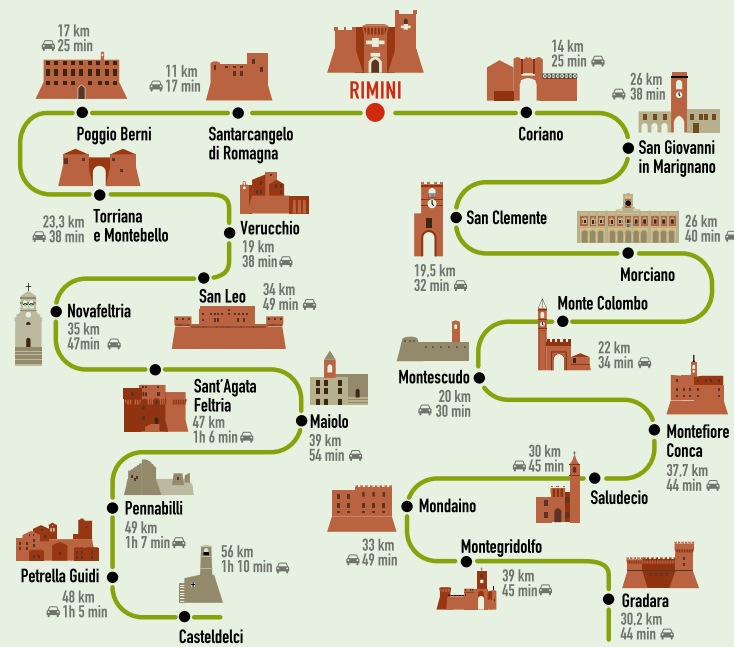 RIMINI
11 km
17 min
Santarcangelo
di Romagna
17 km
25 min
Poggio Berni
Torriana
e Montebello
23,3 km
38 min
Verucchio
19 km
38 min
San Leo
34 km
49 min
Novafeltria
35 km
47min
Sant'Agata
Feltria
47 km
1h 6 min
Maiolo
39 km
54 min
Pennabilli
49 km
1h 7 min
Petrella Guidi
48 km
1h 5 min
56 km
1h 10 min
Casteldelci
14 km
25 min
Coriano
26 km
38 min
San Giovanni
in Marignano
San Clemente
19,5 km
32 min
26 km
40 min
Morciano
Monte Colombo
22 km
34 min
Montescudo
20 km
30 min
Montefiore
Conca
37,7 km
44 min
30 km
45 min
Saludecio
Mondaino
33 km
49 min
Montegridolfo
39 km
45 min
Gradara
30,2 km
44 min